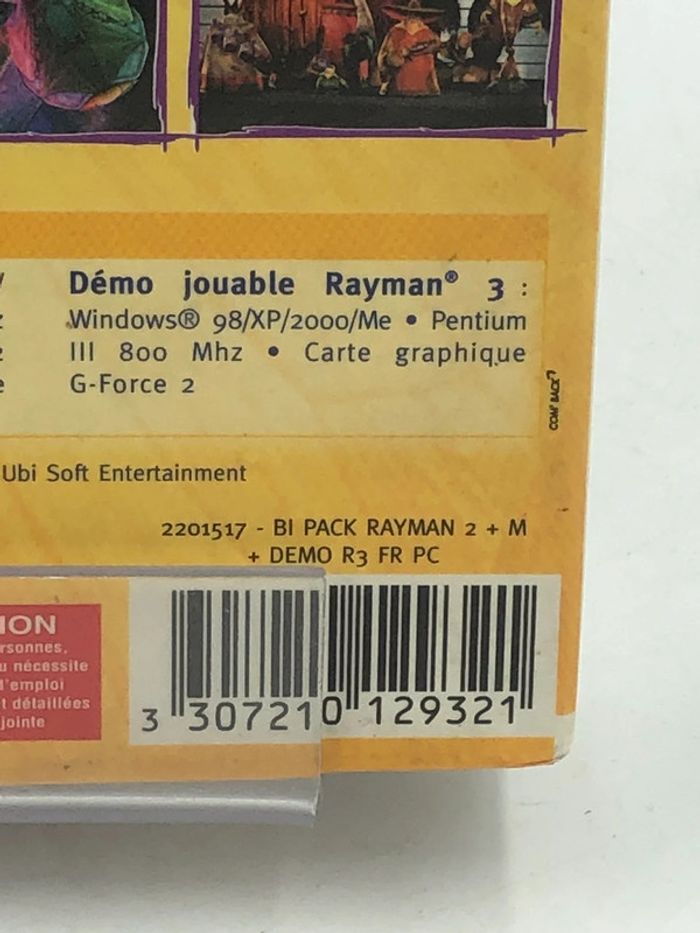 Démo jouable Rayman® 3 :
Windows® 98/XP/2000/Me • Pentium
III 800 Mhz • Carte graphique
G-Force 2
COM' BACK
Ubi Soft Entertainment
2201517 - BI PACK RAYMAN 2 + M
+ DEMO R3 FR PC
ION
rsonnes,
u nécessite
d'emploi
t détaillées
jointe
3 307210 129321